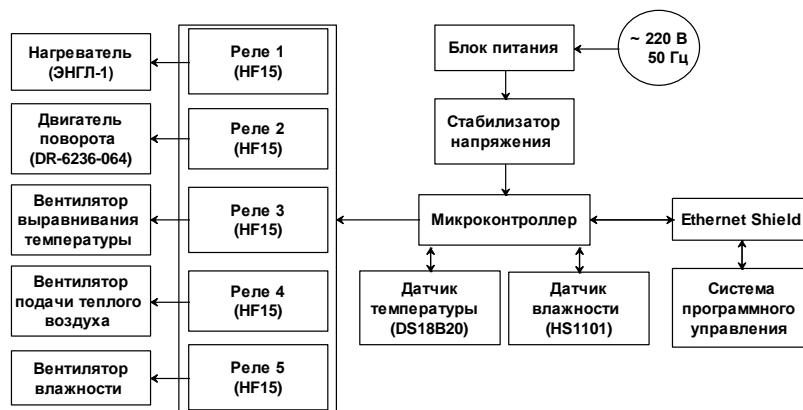 Нагреватель
(ЭНГЛ-1)
Двигатель
поворота
(DR-6236-064)
Вентилятор
выравнивания
температуры
Вентилятор
подачи теплого
воздуха
Вентилятор
влажности
Реле 1
(HF15)
Реле 2
(HF15)
Реле 3
(HF15)
Реле 4
(HF15)
Реле 5
(HF15)
Блок питания
~ 220 В
50 Гц
Стабилизатор
напряжения
Микроконтроллер
Ethernet Shield
Датчик
температуры
(DS18B20)
Датчик
влажности
(HS1101)
Система
программного
управления